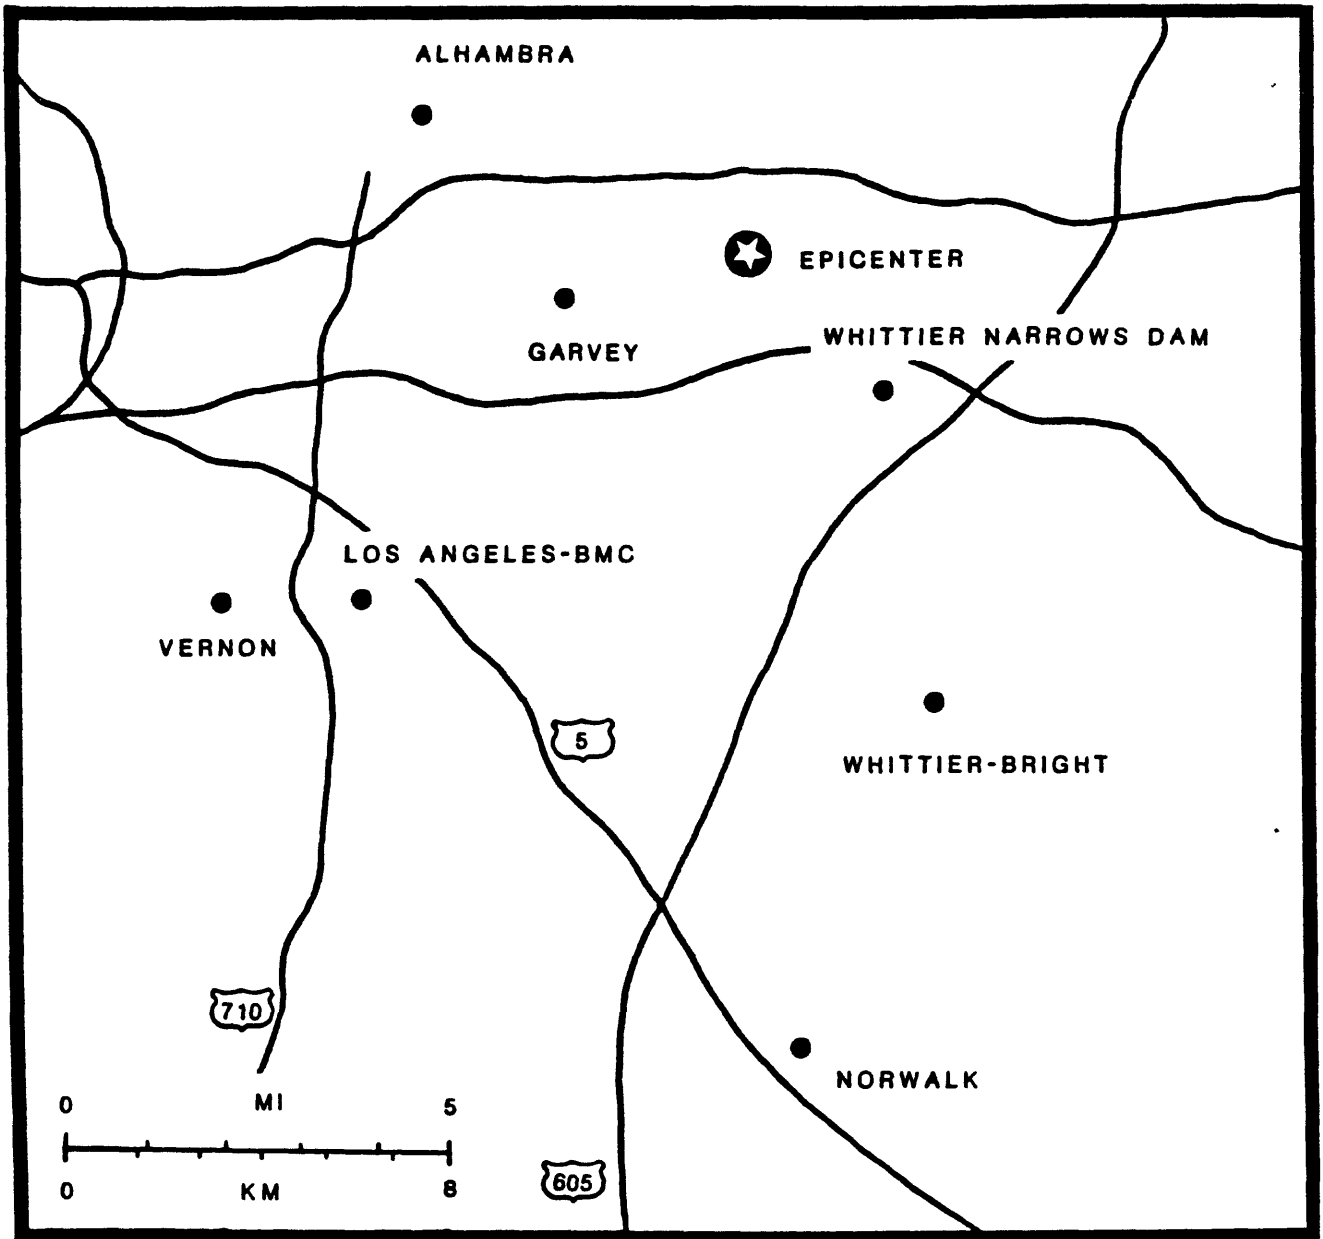 ALHAMBRA
EPICENTER
WHITTIER NARROWS DAM
GARVEY
LOS ANGELES-BMC
VERNON
5
WHITTIER-BRIGHT
710
NORWALK
0 MI 5
0 KM 8
605